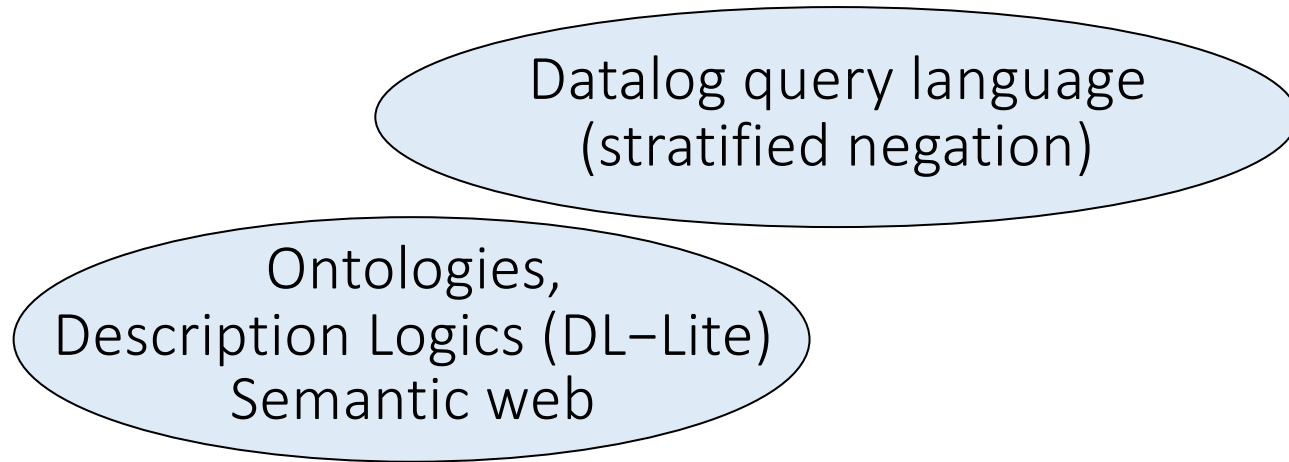 Datalog query language
(stratified negation)
Ontologies,
Description Logics (DL–Lite)
Semantic web